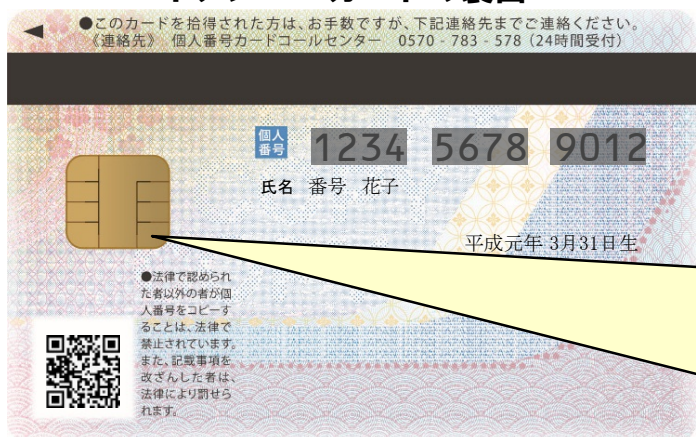 ●このカードを拾得された方は、お手数ですが、下記連絡先までご連絡ください。
《連絡先》 個人番号カードコールセンター 0570 - 783 - 578（24時間受付）
個人
番号 1234 5678 9012
氏名 番号 花子
平成元年 3月31日生
●法律で認められ
た者以外の者が個
人番号をコピーす
ることは、法律で
禁止されています。
また、記載事項を
改ざんした者は、
法律により罰せら
れます。